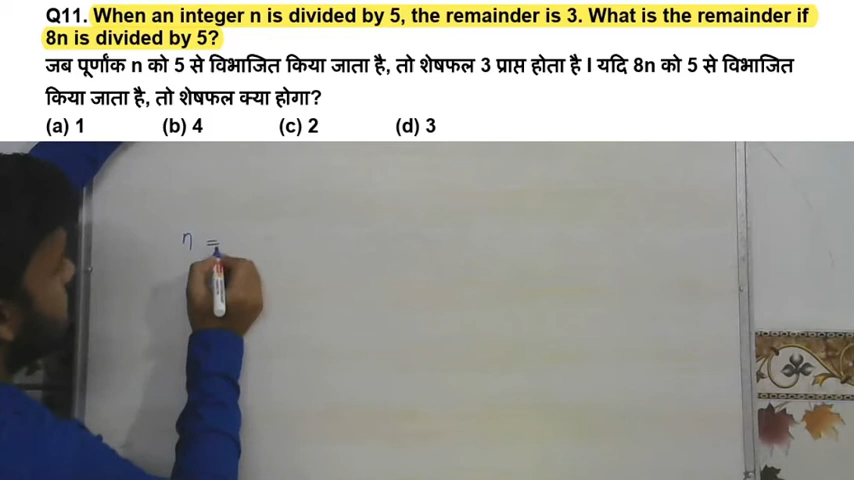 Q11. When an integer n is divided by 5, the remainder is 3. What is the remainder if
8n is divided by 5?
जब पूर्णांक n को 5 से विभाजित किया जाता है, तो शेषफल 3 प्राप्त होता है I यदि 8n को 5 से विभाजित
किया जाता है, तो शेषफल क्या होगा?
(a) 1 (b) 4 (c) 2 (d) 3
n =